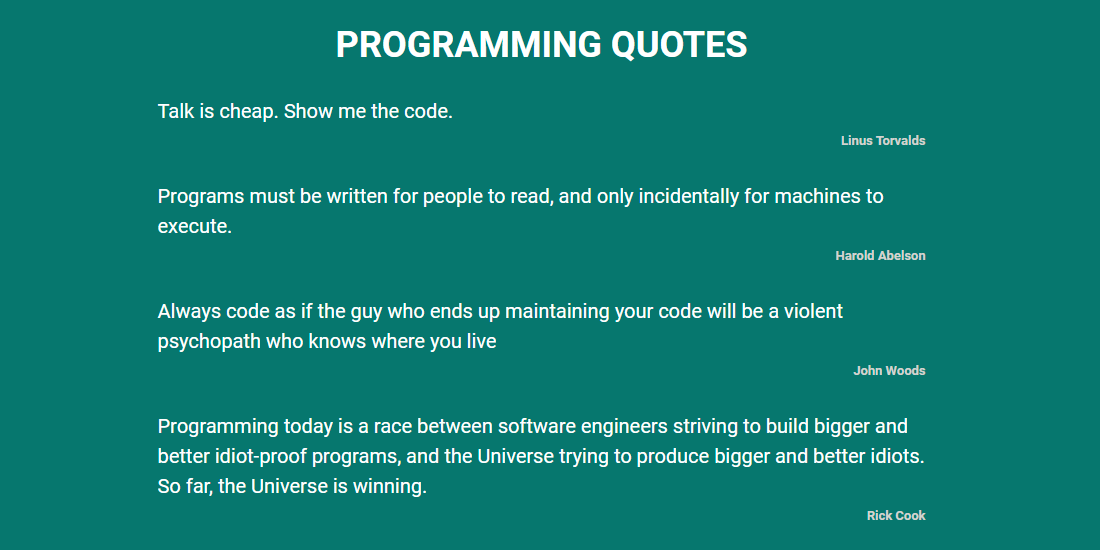 PROGRAMMING QUOTES
Talk is cheap. Show me the code.
Linus Torvalds
Programs must be written for people to read, and only incidentally for machines to
execute.
Harold Abelson
Always code as if the guy who ends up maintaining your code will be a violent
psychopath who knows where you live
John Woods
Programming today is a race between software engineers striving to build bigger and
better idiot-proof programs, and the Universe trying to produce bigger and better idiots.
So far, the Universe is winning.
Rick Cook